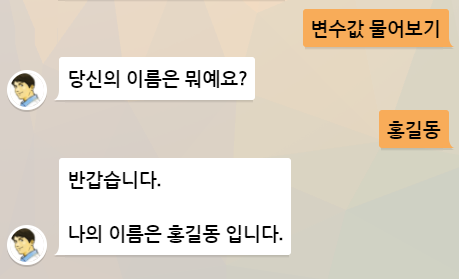 변수값 물어보기
당신의 이름은 뭐예요?
홍길동
반갑습니다.
나의 이름은 홍길동 입니다.